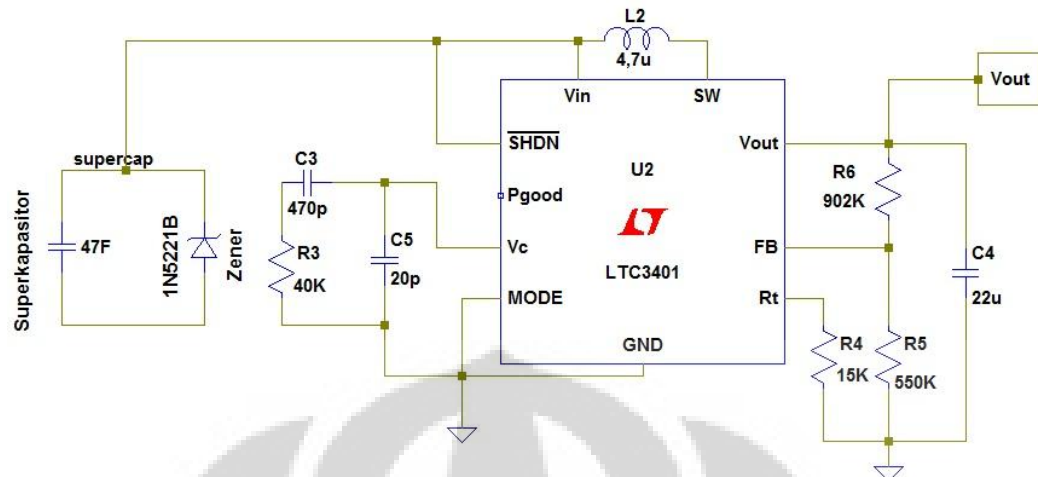 L2
4,7u
Vout
Vin
SW
SHDN
Vout
supercap
C3
U2
R6
Pgood
470p
902K
Superkapasitor
47F
1N5221B
Zener
R3
40K
C5
20p
Vc
LTC3401
FB
C4
22u
MODE
Rt
GND
R4
15K
R5
550K